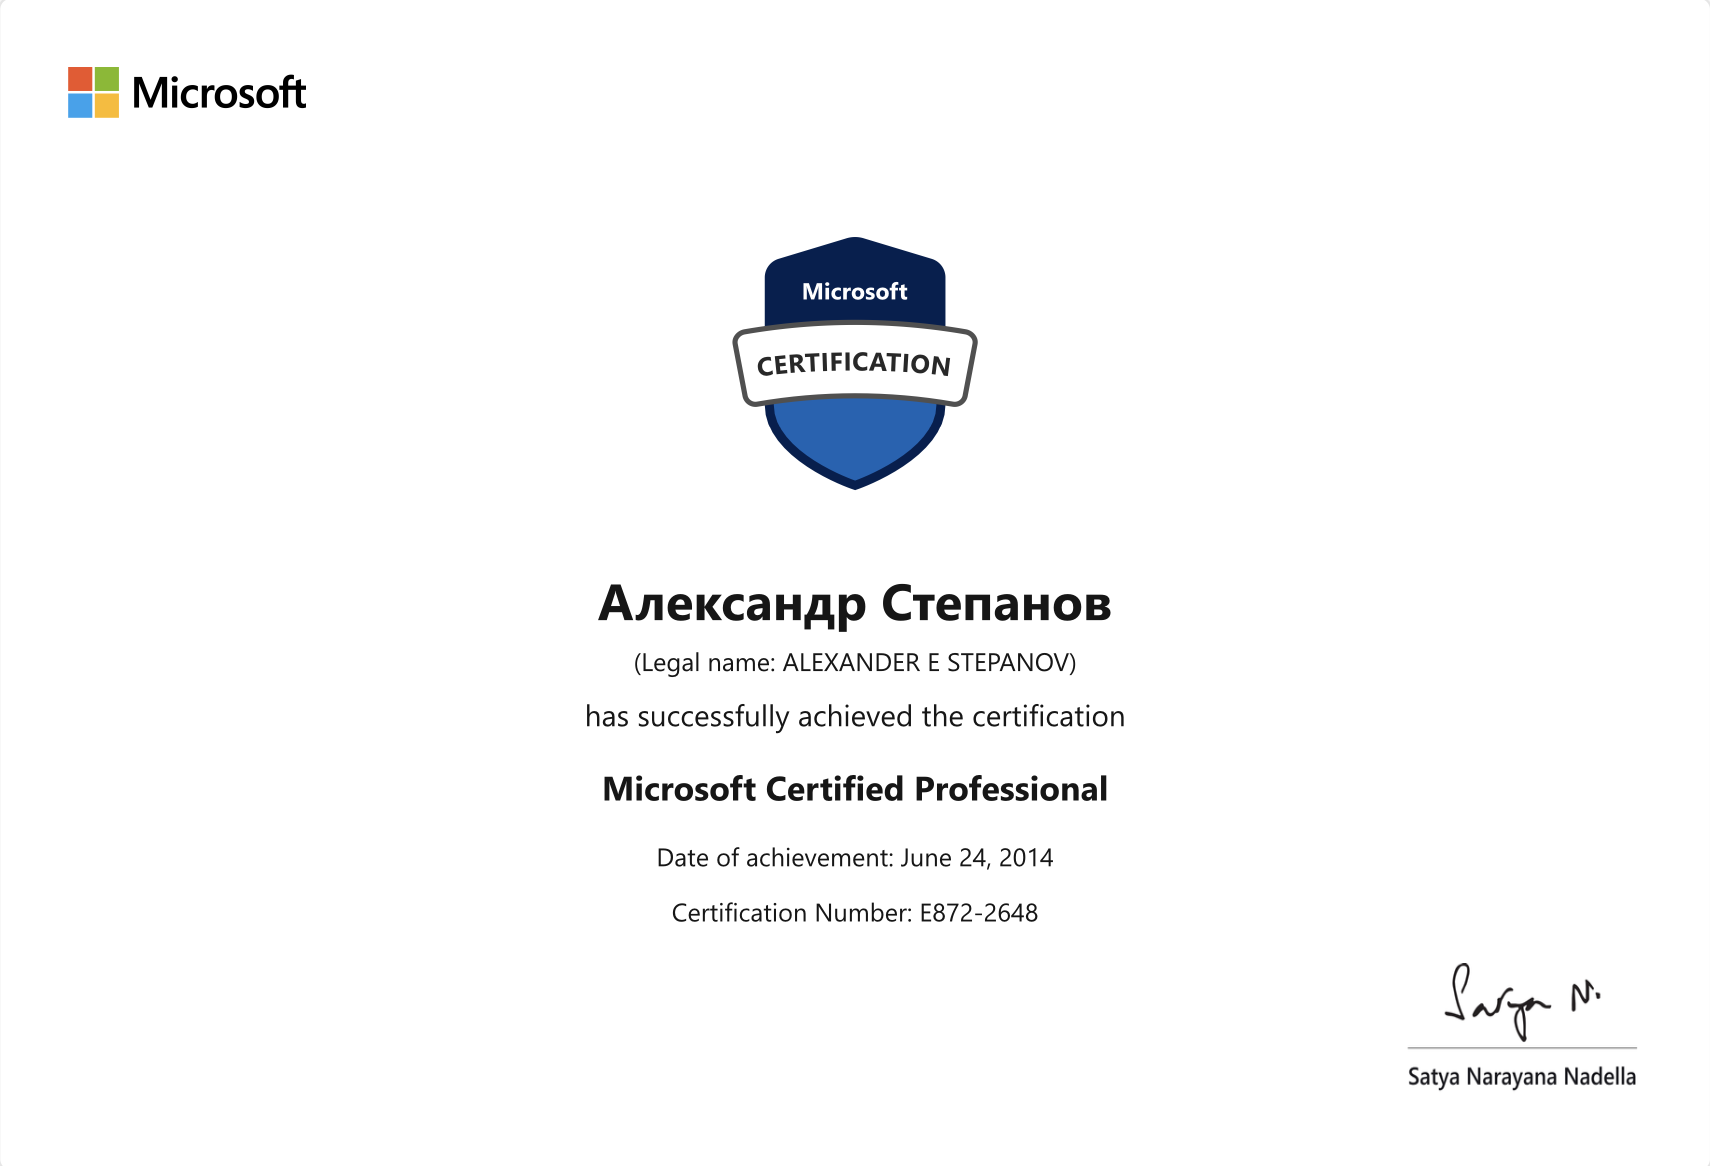 Microsoft
Microsoft
CERTIFICATION
Александр Степанов
(Legal name: ALEXANDER E STEPANOV)
has successfully achieved the certification
Microsoft Certified Professional
Date of achievement: June 24, 2014
Certification Number: E872-2648
Satya N.
Satya Narayana Nadella